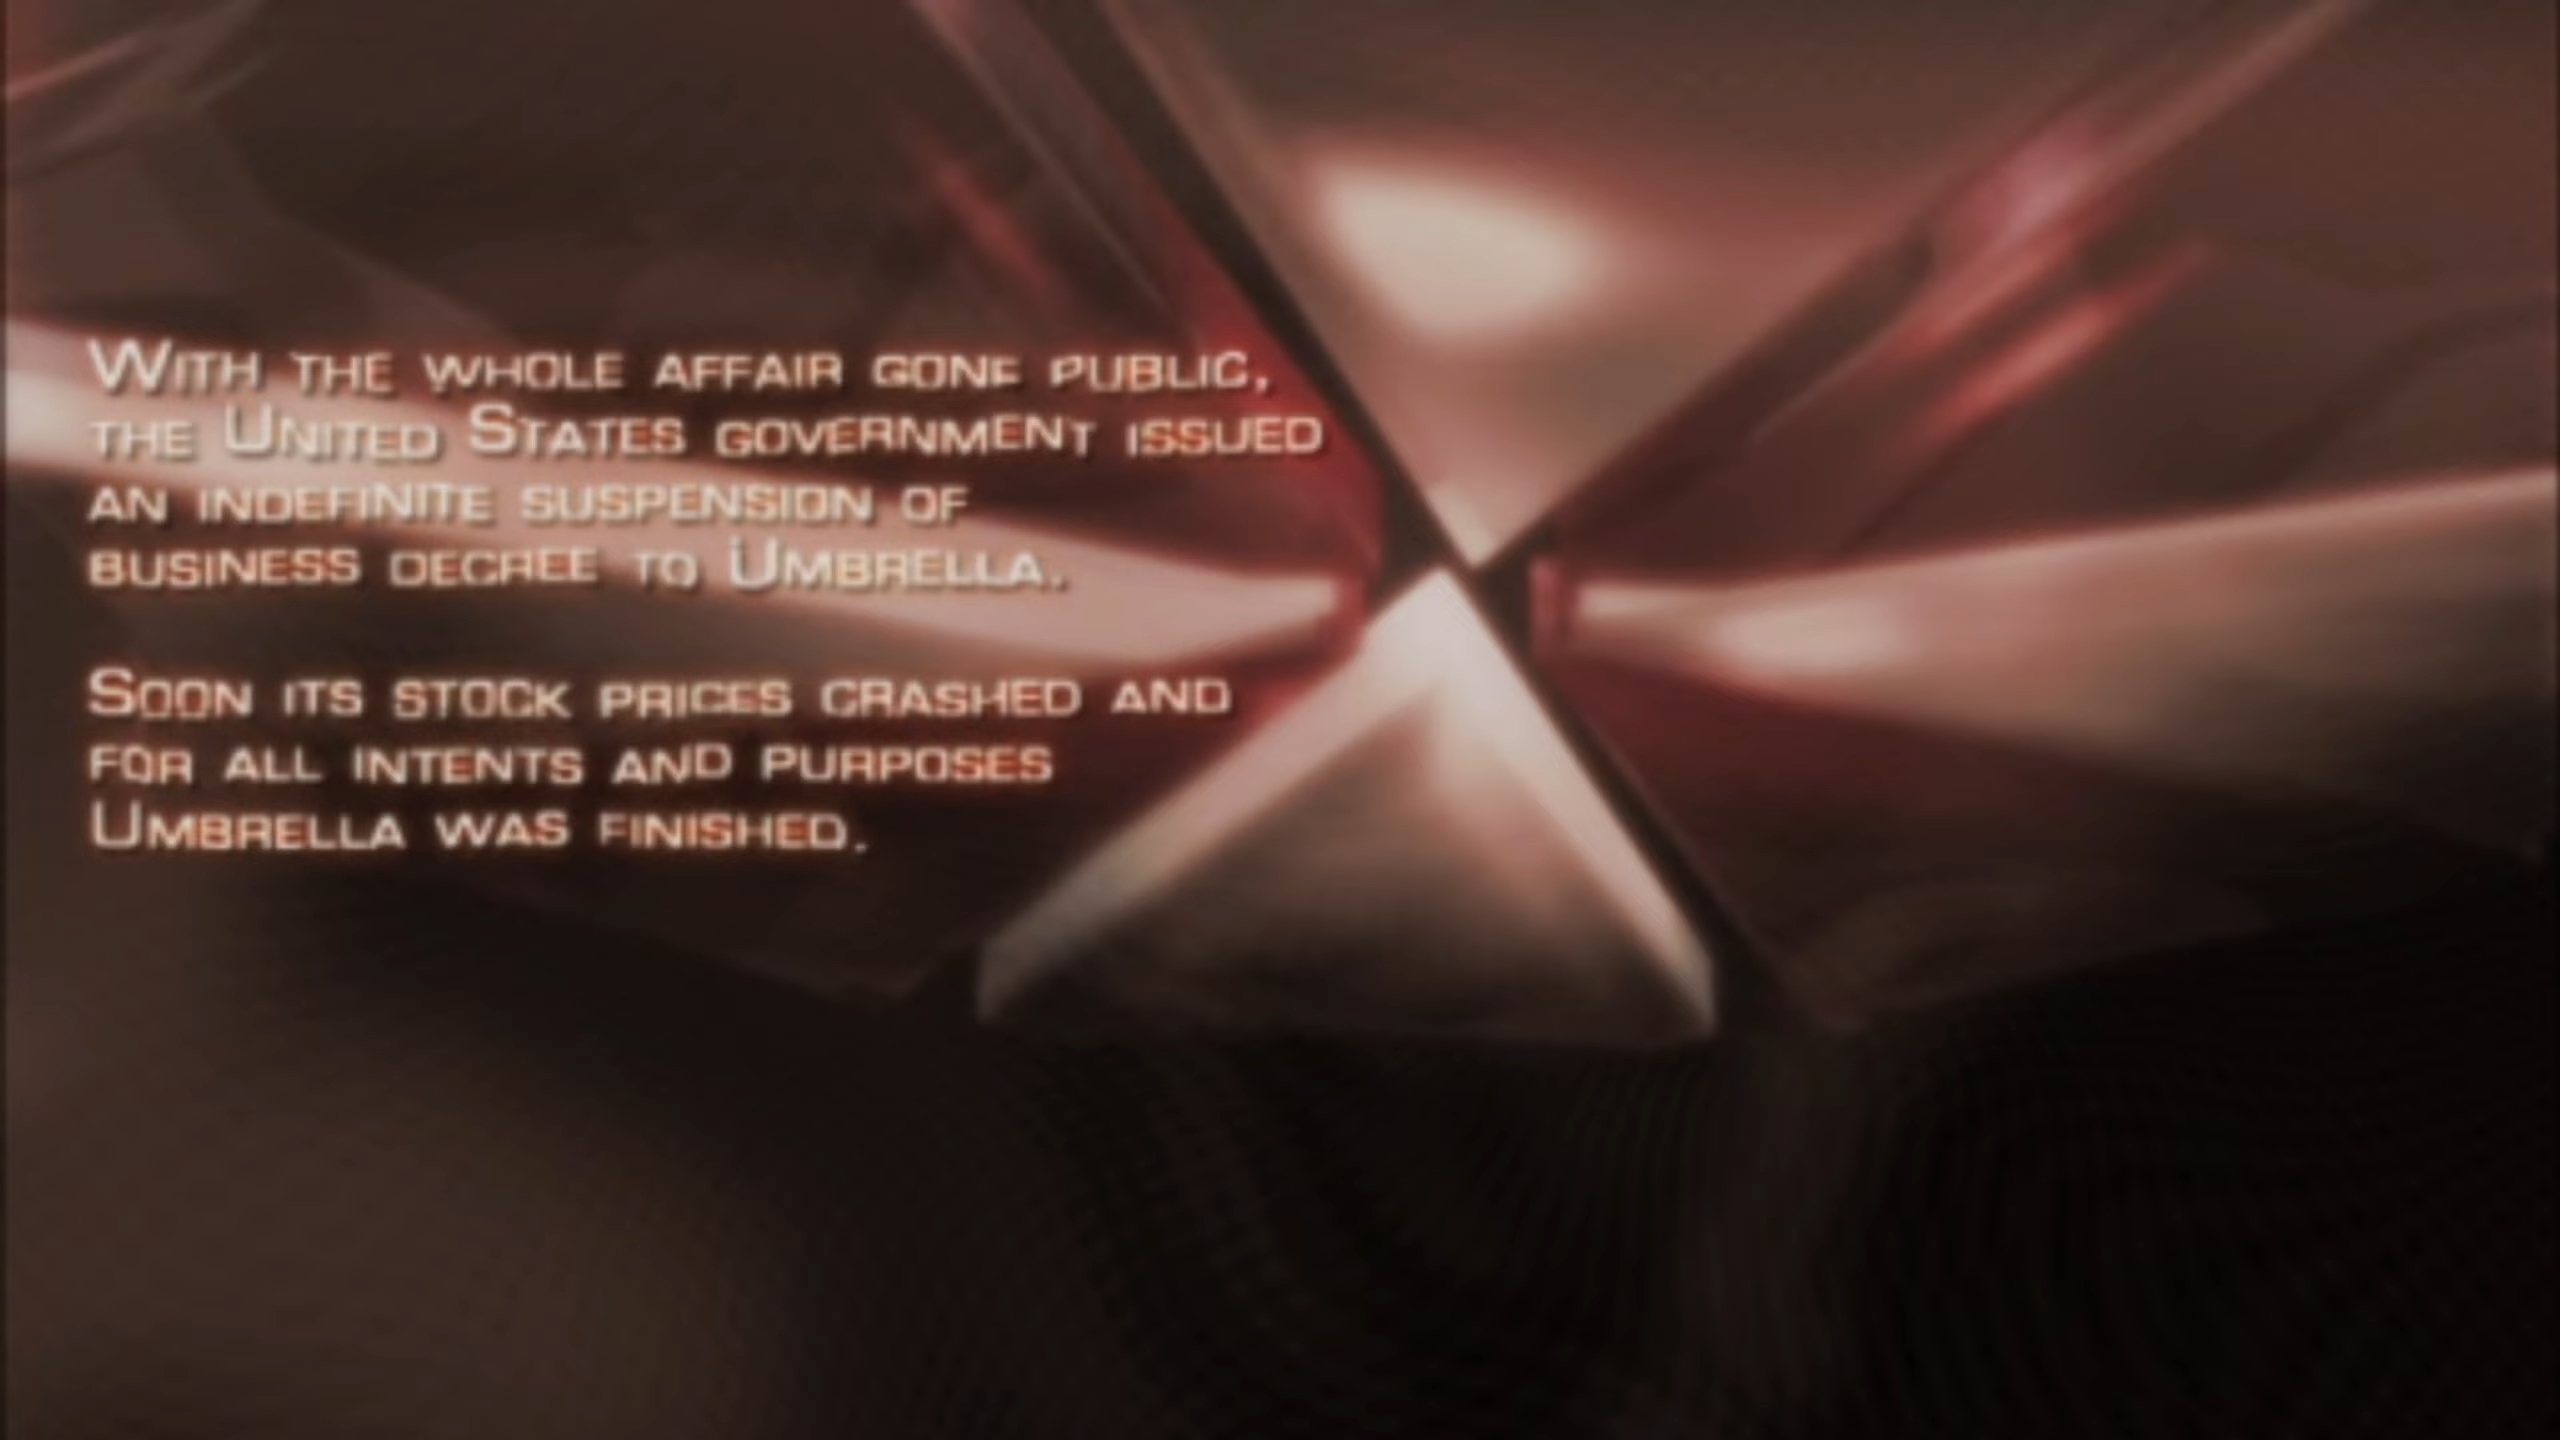 With the whole affair gone public,
the United States government issued
an indefinite suspension of
business decree to Umbrella.
Soon its stock prices crashed and
for all intents and purposes
Umbrella was finished.